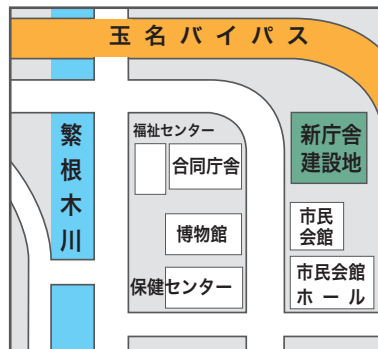 玉名バイパス
繁根木川
福祉センター
合同庁舎
博物館
保健センター
新庁舎
建設地
市民
会館
市民会館
ホール